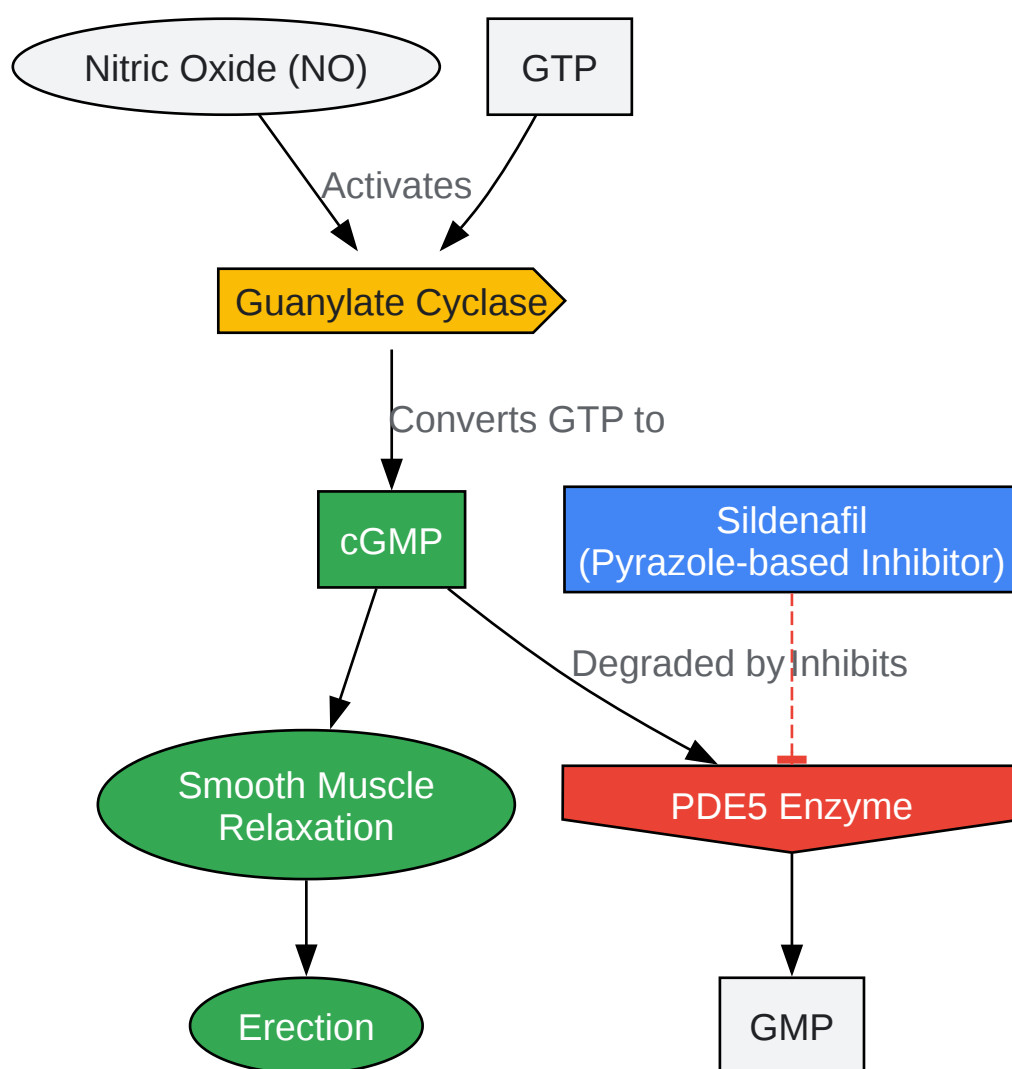 Nitric Oxide (NO)
GTP
Activates
Guanylate Cyclase
Converts GTP to
cGMP
Sildenafil
(Pyrazole-based Inhibitor)
Degraded by
Inhibits
Smooth Muscle
Relaxation
PDE5 Enzyme
Erection
GMP